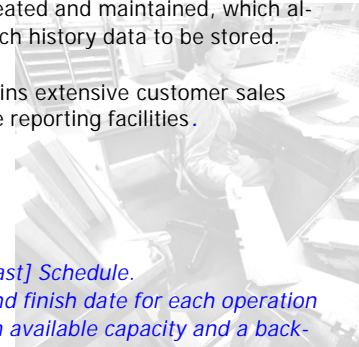 eated and maintained, which al-
ch history data to be stored.
ins extensive customer sales
e reporting facilities.
ast] Schedule.
nd finish date for each operation
n available capacity and a back-